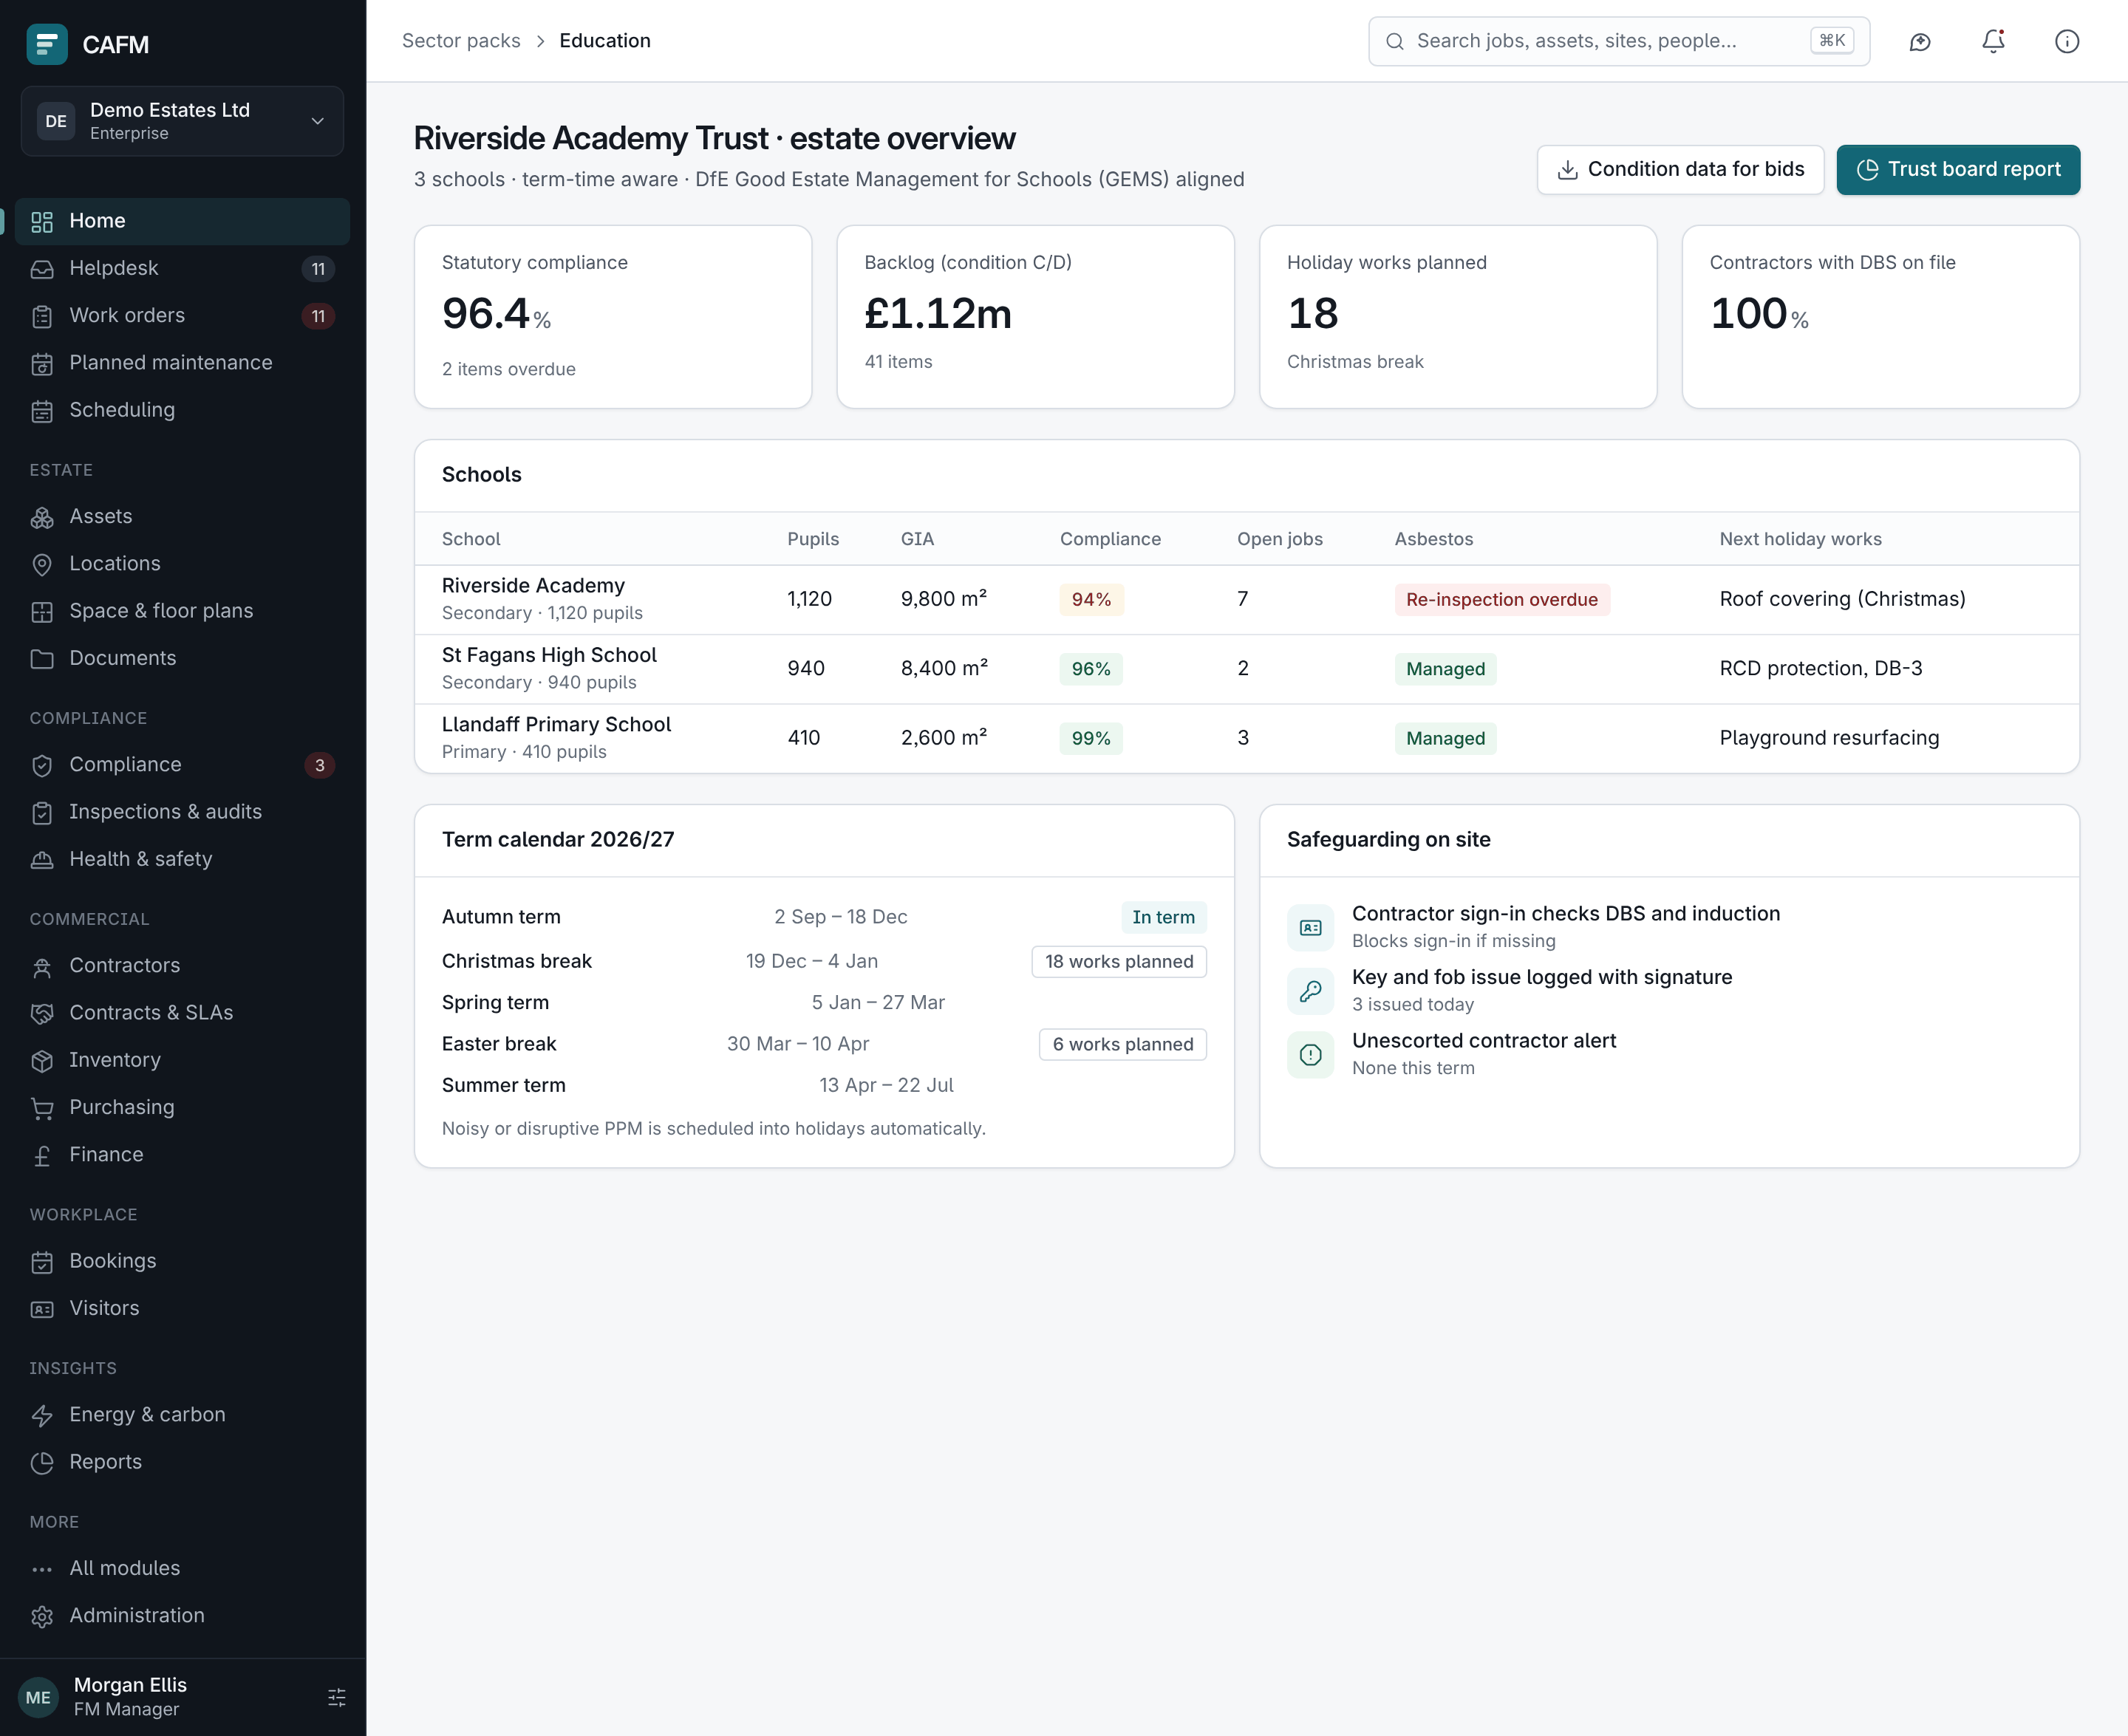 CAFM
DE
Demo Estates Ltd
Enterprise
Home
Helpdesk 11
Work orders 11
Planned maintenance
Scheduling
ESTATE
Assets
Locations
Space & floor plans
Documents
COMPLIANCE
Compliance 3
Inspections & audits
Health & safety
COMMERCIAL
Contractors
Contracts & SLAs
Inventory
Purchasing
Finance
WORKPLACE
Bookings
Visitors
INSIGHTS
Energy & carbon
Reports
MORE
All modules
Administration
ME
Morgan Ellis
FM Manager
Sector packs > Education
Search jobs, assets, sites, people... ⌘K
Riverside Academy Trust · estate overview
3 schools · term-time aware · DfE Good Estate Management for Schools (GEMS) aligned
Condition data for bids
Trust board report
Statutory compliance
96.4%
2 items overdue
Backlog (condition C/D)
£1.12m
41 items
Holiday works planned
18
Christmas break
Contractors with DBS on file
100%
Schools
School Pupils GIA Compliance Open jobs Asbestos Next holiday works
Riverside Academy
Secondary · 1,120 pupils
1,120 9,800 m² 94% 7 Re-inspection overdue Roof covering (Christmas)
St Fagans High School
Secondary · 940 pupils
940 8,400 m² 96% 2 Managed RCD protection, DB-3
Llandaff Primary School
Primary · 410 pupils
410 2,600 m² 99% 3 Managed Playground resurfacing
Term calendar 2026/27
Autumn term 2 Sep – 18 Dec In term
Christmas break 19 Dec – 4 Jan 18 works planned
Spring term 5 Jan – 27 Mar
Easter break 30 Mar – 10 Apr 6 works planned
Summer term 13 Apr – 22 Jul
Noisy or disruptive PPM is scheduled into holidays automatically.
Safeguarding on site
Contractor sign-in checks DBS and induction
Blocks sign-in if missing
Key and fob issue logged with signature
3 issued today
Unescorted contractor alert
None this term